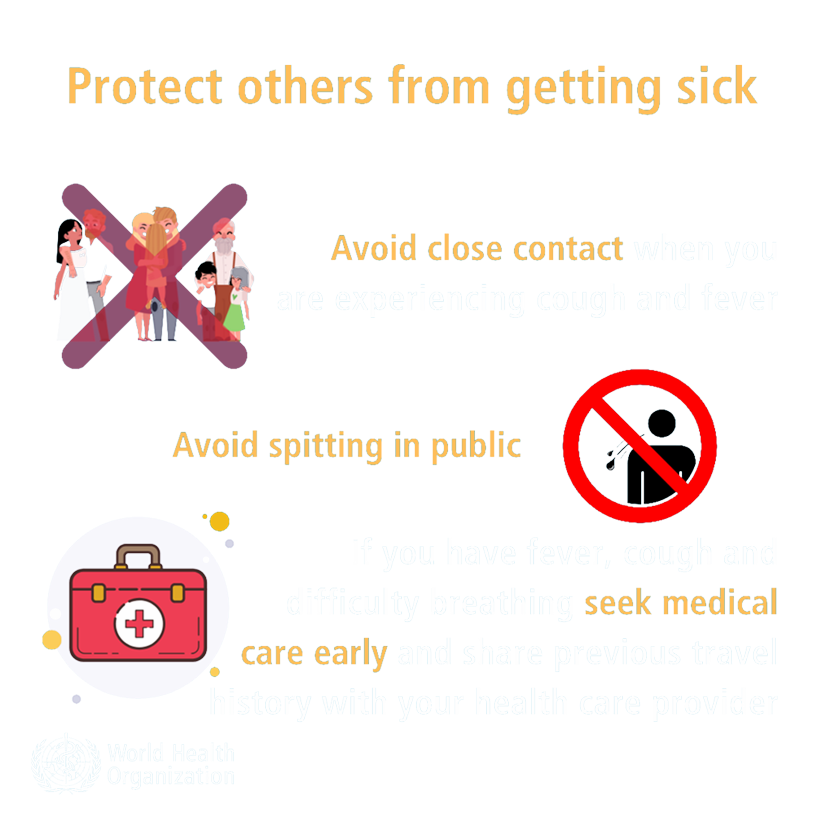 Protect others from getting sick
Avoid close contact when you
are experiencing cough and fever
Avoid spitting in public
if you have fever, cough and
difficulty breathing seek medical
care early and share previous travel
history with your health care provider
World Health
Organization